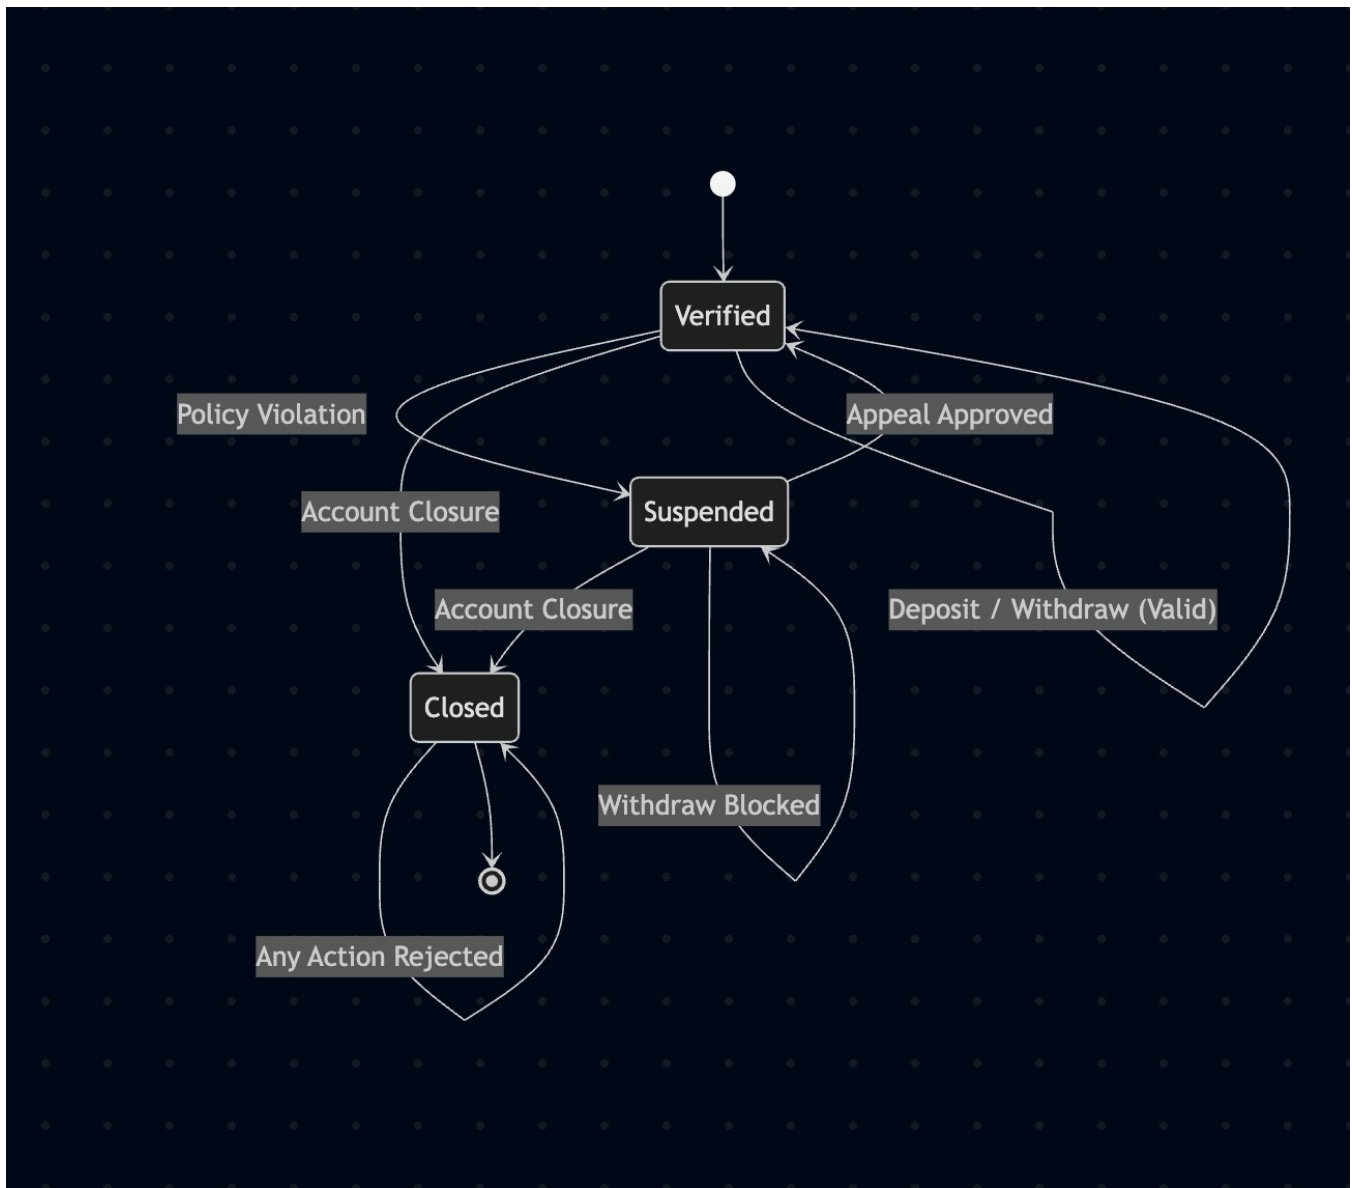 Verified
Policy Violation
Appeal Approved
Account Closure
Suspended
Account Closure
Deposit / Withdraw (Valid)
Closed
Withdraw Blocked
Any Action Rejected